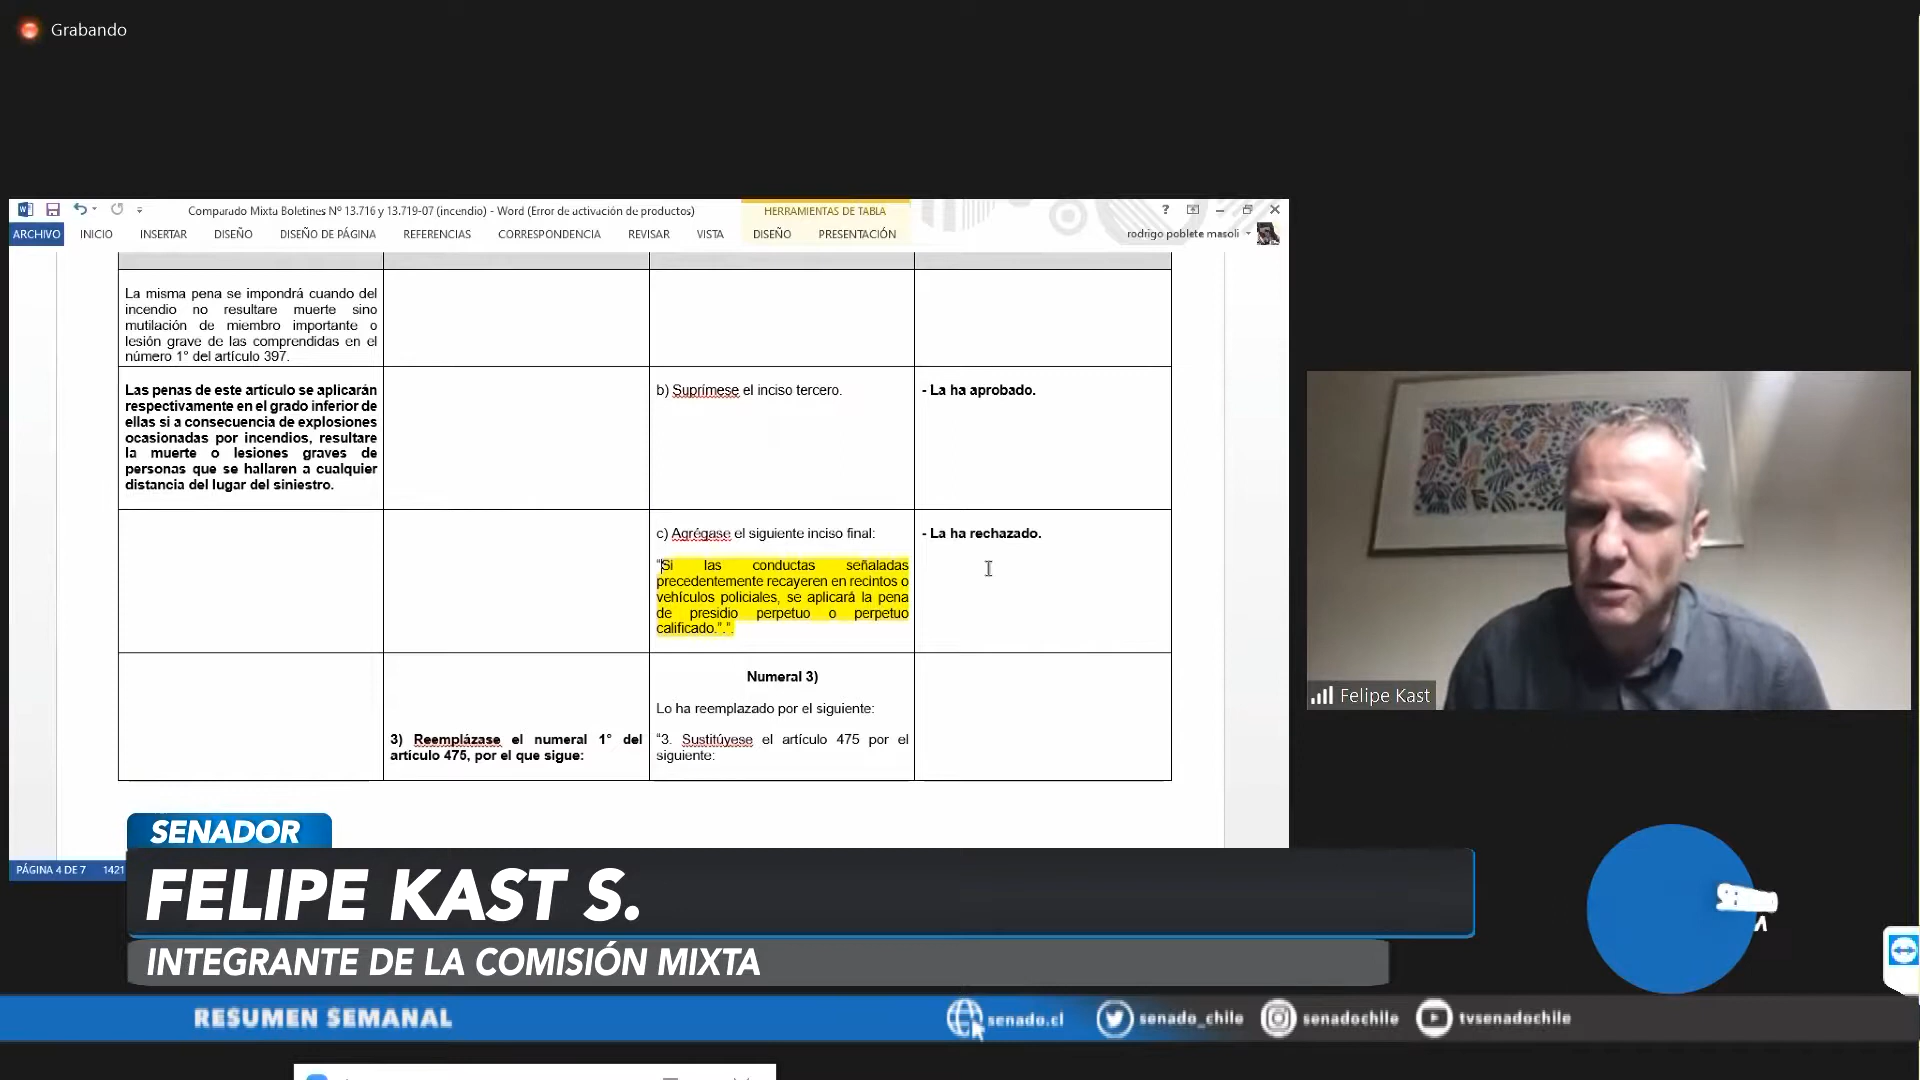 Grabando
Comparado Mixta Boletines Nº 13.716 y 13.719-07 (incendio) - Word (Error de activación de productos)
HERRAMIENTAS DE TABLA
?
ARCHIVO INICIO INSERTAR DISEÑO DISEÑO DE PÁGINA REFERENCIAS CORRESPONDENCIA REVISAR VISTA DISEÑO PRESENTACIÓN
rodrigo poblete masoli
La misma pena se impondrá cuando del
incendio no resultare muerte sino
mutilación de miembro importante o
lesión grave de las comprendidas en el
número 1° del artículo 397.
Las penas de este artículo se aplicarán
respectivamente en el grado inferior de
ellas si a consecuencia de explosiones
ocasionadas por incendios, resultare
la muerte o lesiones graves de
personas que se hallaren a cualquier
distancia del lugar del siniestro.
b) Suprímese el inciso tercero.
- La ha aprobado.
c) Agrégase el siguiente inciso final:
"Si las conductas señaladas
precedentemente recayeren en recintos o
vehículos policiales, se aplicará la pena
de presidio perpetuo o perpetuo
calificado.".".
- La ha rechazado.
3) Reemplázase el numeral 1° del
artículo 475, por el que sigue:
Numeral 3)
Lo ha reemplazado por el siguiente:
"3. Sustitúyese el artículo 475 por el
siguiente:
Felipe Kast
PÁGINA 4 DE 7 1421
SENADOR
FELIPE KAST S.
INTEGRANTE DE LA COMISIÓN MIXTA
RESUMEN SEMANAL
senado.cl senado_chile senadochile tvsenadochile